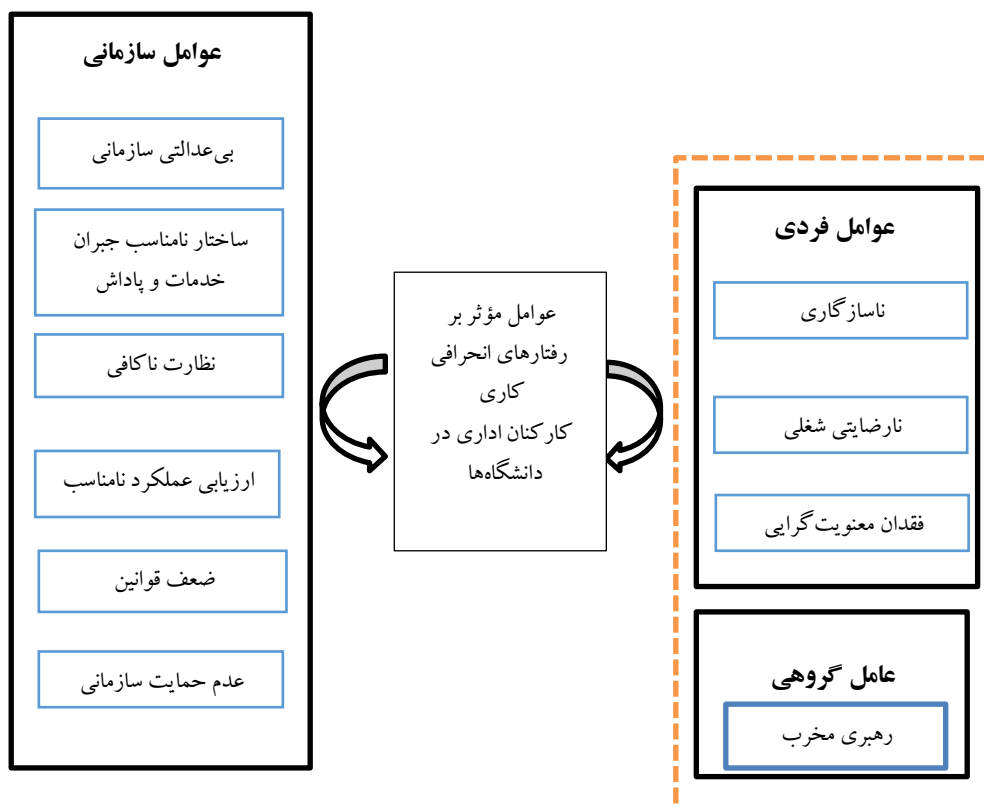 عوامل فردی
ناسازگاری
نارضایتی شغلی
فقدان معنویت‌گرایی
عامل گروهی
رهبری مخرب
عوامل مؤثر بر
رفتارهای انحرافی
کاری
کارکنان اداری در
دانشگاه‌ها
عوامل سازمانی
بی‌عدالتی سازمانی
ساختار نامناسب جبران
خدمات و پاداش
نظارت ناکافی
ارزیابی عملکرد نامناسب
ضعف قوانین
عدم حمایت سازمانی